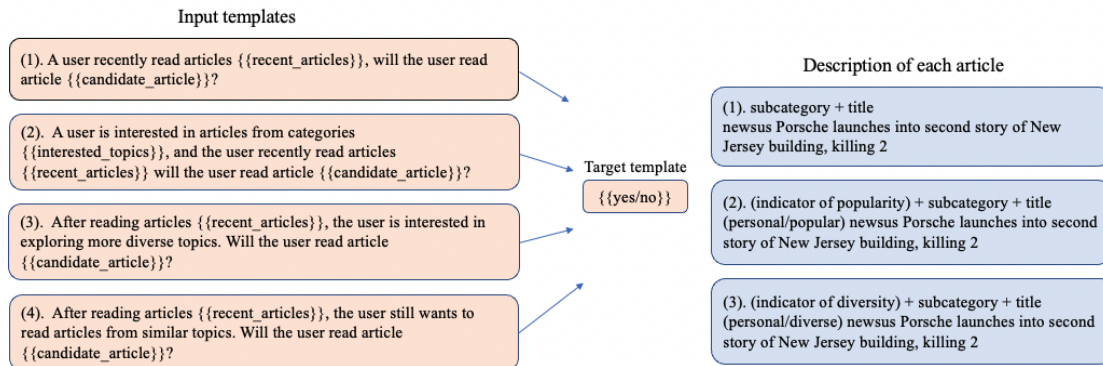 Input templates
(1). A user recently read articles {{recent_articles}}, will the user read
article {{candidate_article}}?
(2). A user is interested in articles from categories
{{interested_topics}}, and the user recently read articles
{{recent_articles}} will the user read article {{candidate_article}}?
(3). After reading articles {{recent_articles}}, the user is interested in
exploring more diverse topics. Will the user read article
{{candidate_article}}?
(4). After reading articles {{recent_articles}}, the user still wants to
read articles from similar topics. Will the user read article
{{candidate_article}}?
Target template
{{yes/no}}
Description of each article
(1). subcategory + title
newsus Porsche launches into second story of New
Jersey building, killing 2
(2). (indicator of popularity) + subcategory + title
(personal/popular) newsus Porsche launches into second
story of New Jersey building, killing 2
(3). (indicator of diversity) + subcategory + title
(personal/diverse) newsus Porsche launches into second
story of New Jersey building, killing 2